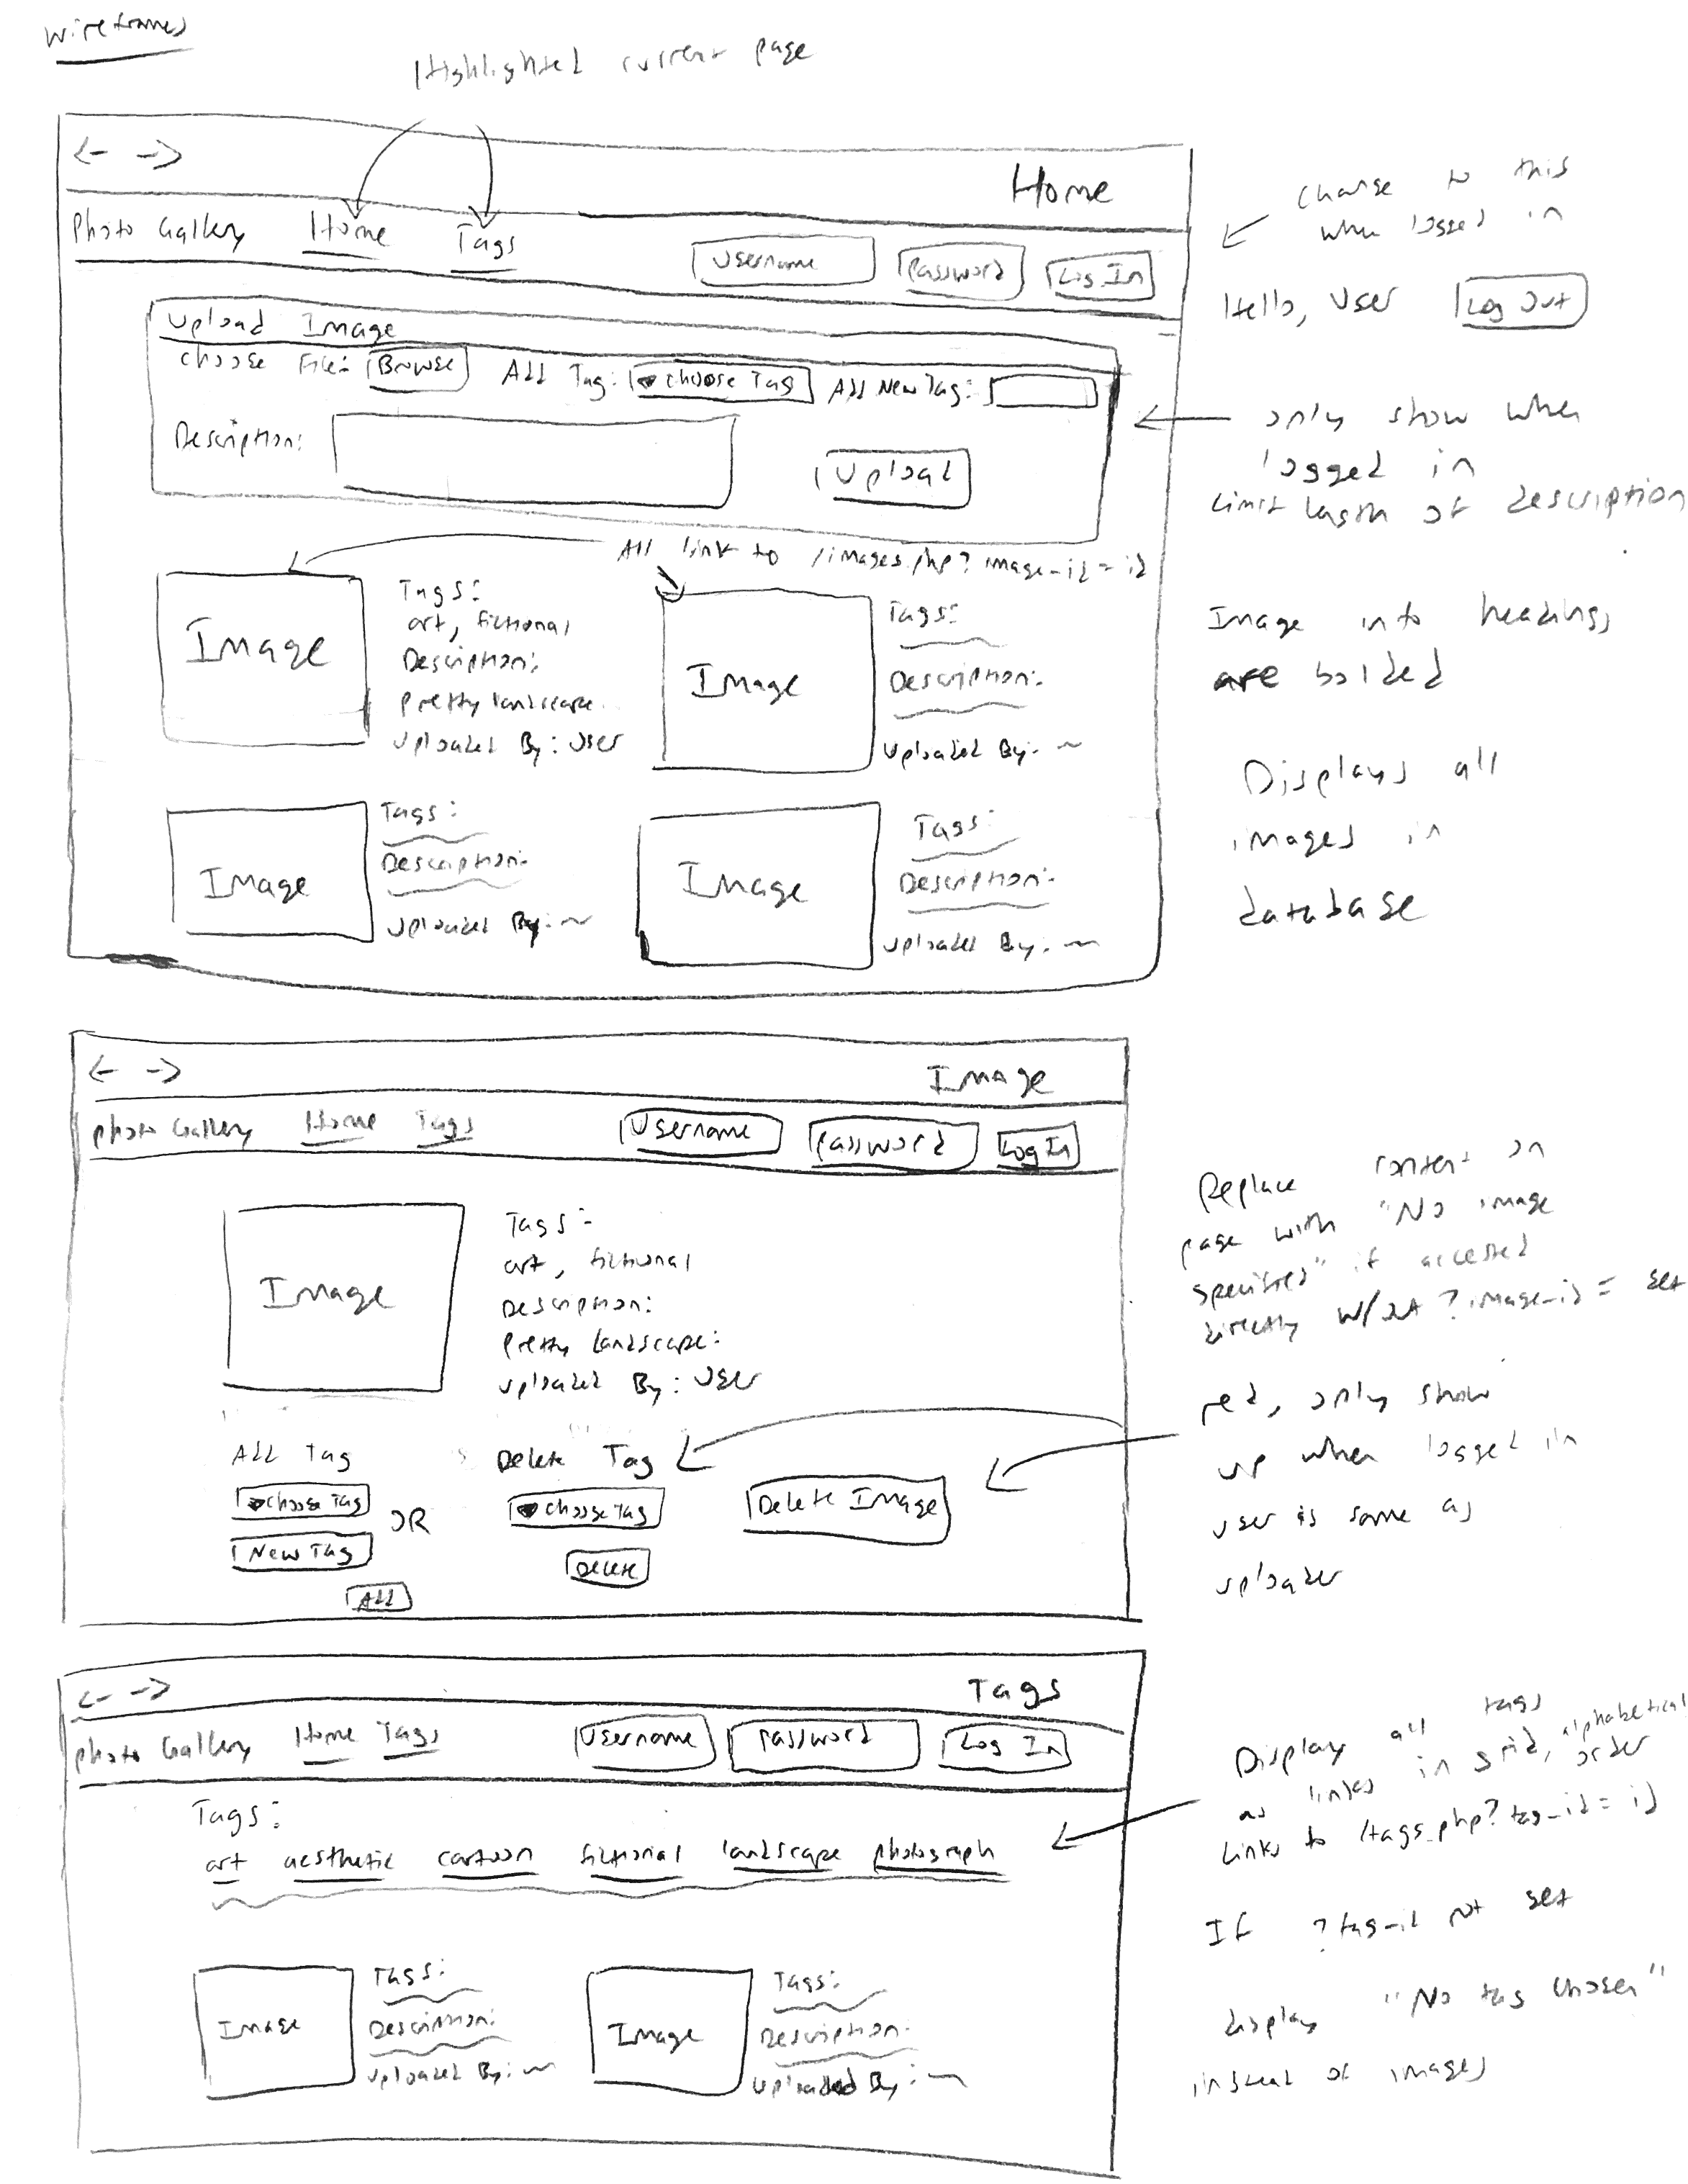 Wireframes
Highlighted current page
← →
Home
Photo Gallery Home Tags
Username Password Log In
change to this
when logged in
Hello, User Log Out
Upload Image
Choose File: Browse Add Tag: Choose Tag Add New Tag:
Description:
Upload
only show when
logged in
Limit length of description
All link to /images.php?image_id=id
Image
Tags:
art, fictional
Description:
Pretty landscape
Uploaded By: User
Image
Tags:
Description:
Uploaded By: ~
Image info headings
are bolded
Image
Tags:
Description:
Uploaded By: ~
Image
Tags:
Description:
Uploaded By: ~
Displays all
images in
database
← →
Image
Photo Gallery Home Tags
Username Password Log In
Image
Tags:
art, fictional
Description:
Pretty landscape:
Uploaded By: User
Replace content on
page with "No image
specified" if accessed
directly w/out ?image_id= set
Add Tag
Choose Tag
OR
New Tag
Add
Delete Tag
Choose Tag
Delete
Delete Image
red, only show
up when logged in
user is same as
uploader
← →
Tags
Photo Gallery Home Tags
Username Password Log In
Tags:
art aesthetic cartoon fictional landscape photograph
Display all tags
as links in grid, alphabetical order
Links to /tags.php?tag_id=id
If ?tag_id not set
display "No tag chosen"
instead of images
Image
Tags:
Description:
Uploaded By: ~
Image
Tags:
Description:
Uploaded By: ~